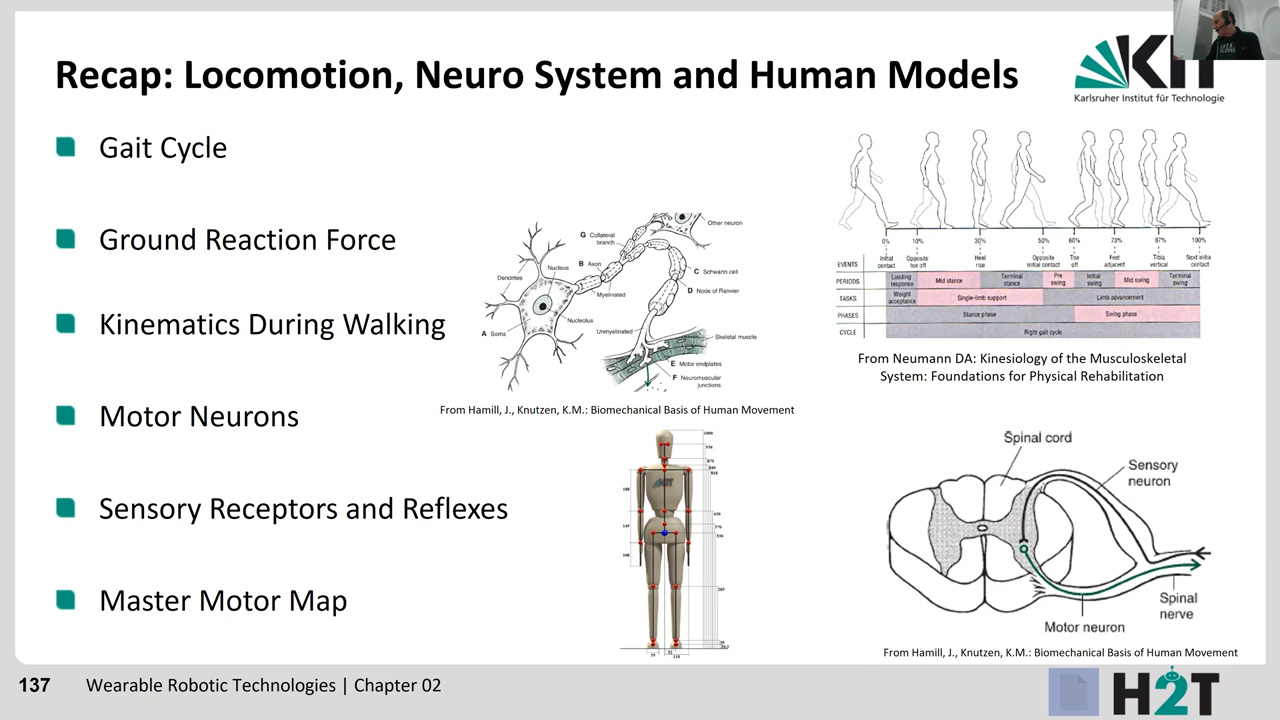 Recap: Locomotion, Neuro System and Human Models
KIT
Karlsruher Institut für Technologie
Gait Cycle
Ground Reaction Force
Kinematics During Walking
Motor Neurons
Sensory Receptors and Reflexes
Master Motor Map
Other neuron
G Collateral
branch
B Axon
C Schwann cell
D Node of Ranvier
Dendrites
Nucleus
Myelinated
Nucleolus
A Soma
Unmyelinated
Skeletal muscle
E Motor endplates
F Neuromuscular
junctions
From Hamill, J., Knutzen, K.M.: Biomechanical Basis of Human Movement
0% 10% 30% 50% 60% 73% 87% 100%
EVENTS
Initial
contact
Opposite
toe off
Heel
rise
Opposite
initial contact
Toe
off
Feet
adjacent
Tibia
vertical
Next initial
contact
PERIODS
Loading
response
Mid stance
Terminal
stance
Pre
swing
Initial
swing
Mid swing
Terminal
swing
TASKS
Weight
acceptance
Single-limb support
Limb advancement
PHASES
Stance phase
Swing phase
CYCLE
Right gait cycle
From Neumann DA: Kinesiology of the Musculoskeletal
System: Foundations for Physical Rehabilitation
KIT
Spinal cord
Sensory
neuron
Spinal
nerve
Motor neuron
From Hamill, J., Knutzen, K.M.: Biomechanical Basis of Human Movement
137 Wearable Robotic Technologies | Chapter 02
H2T